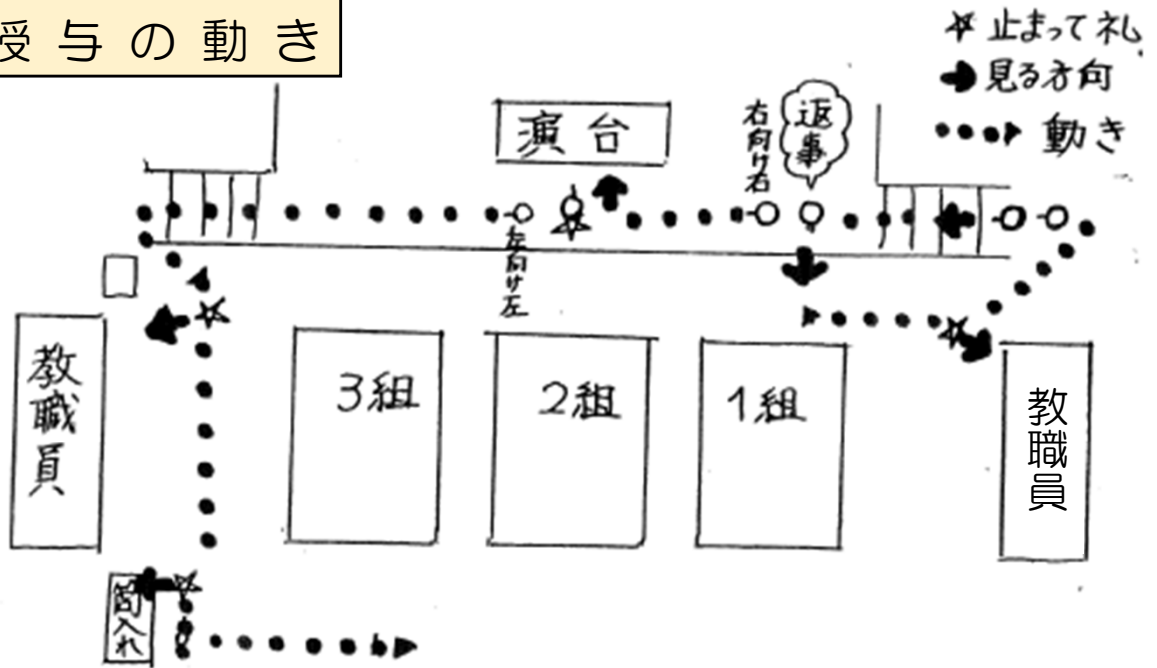 授与の動き
☆ 止まって礼
見る方向
動き
演台
右向け右
返事
左向け左
教職員
3組
2組
1組
教職員
筒入れ